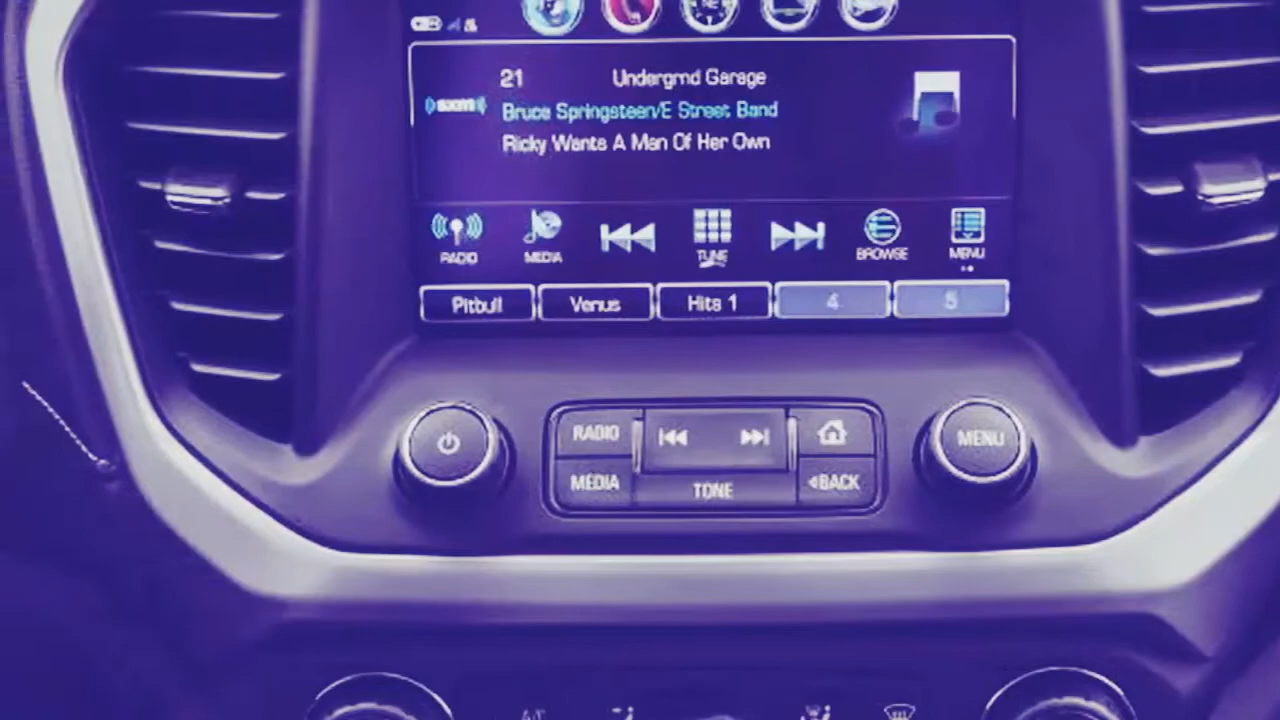 21 Undergrnd Garage
((sxm))
Bruce Springsteen/E Street Band
Ricky Wants A Man Of Her Own
RADIO MEDIA TUNE BROWSE MENU
Pitbull Venus Hits 1 4 5
RADIO MENU
MEDIA TONE BACK